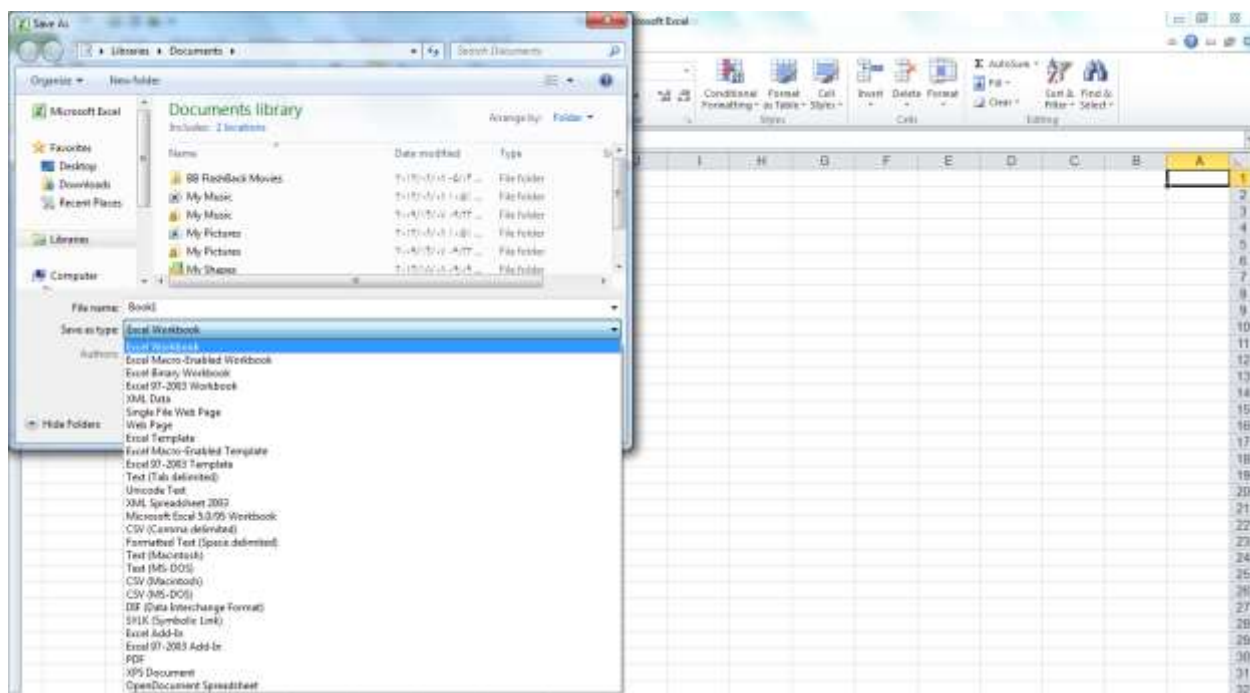 Save As
Microsoft Excel
Libraries
Documents
Search Documents
Organize
New folder
Microsoft Excel
Favorites
Desktop
Downloads
Recent Places
Libraries
Computer
Documents library
Includes: 2 locations
Arrange by: Folder
Name Date modified Type
BB FlashBack Movies File folder
My Music File folder
My Music File folder
My Pictures File folder
My Pictures File folder
My Shapes File folder
File name: Book1
Save as type: Excel Workbook
Authors:
Excel Workbook
Excel Macro-Enabled Workbook
Excel Binary Workbook
Excel 97-2003 Workbook
XML Data
Single File Web Page
Web Page
Excel Template
Excel Macro-Enabled Template
Excel 97-2003 Template
Text (Tab delimited)
Unicode Text
XML Spreadsheet 2003
Microsoft Excel 5.0/95 Workbook
CSV (Comma delimited)
Formatted Text (Space delimited)
Text (Macintosh)
Text (MS-DOS)
CSV (Macintosh)
CSV (MS-DOS)
DIF (Data Interchange Format)
SYLK (Symbolic Link)
Excel Add-In
Excel 97-2003 Add-In
PDF
XPS Document
OpenDocument Spreadsheet
Hide Folders
Conditional Formatting
Format as Table
Cell Styles
Styles
Insert
Delete
Format
Cells
AutoSum
Fill
Clear
Sort & Filter
Find & Select
Editing
I H G F E D C B A
1
2
3
4
5
6
7
8
9
10
11
12
13
14
15
16
17
18
19
20
21
22
23
24
25
26
27
28
29
30
31